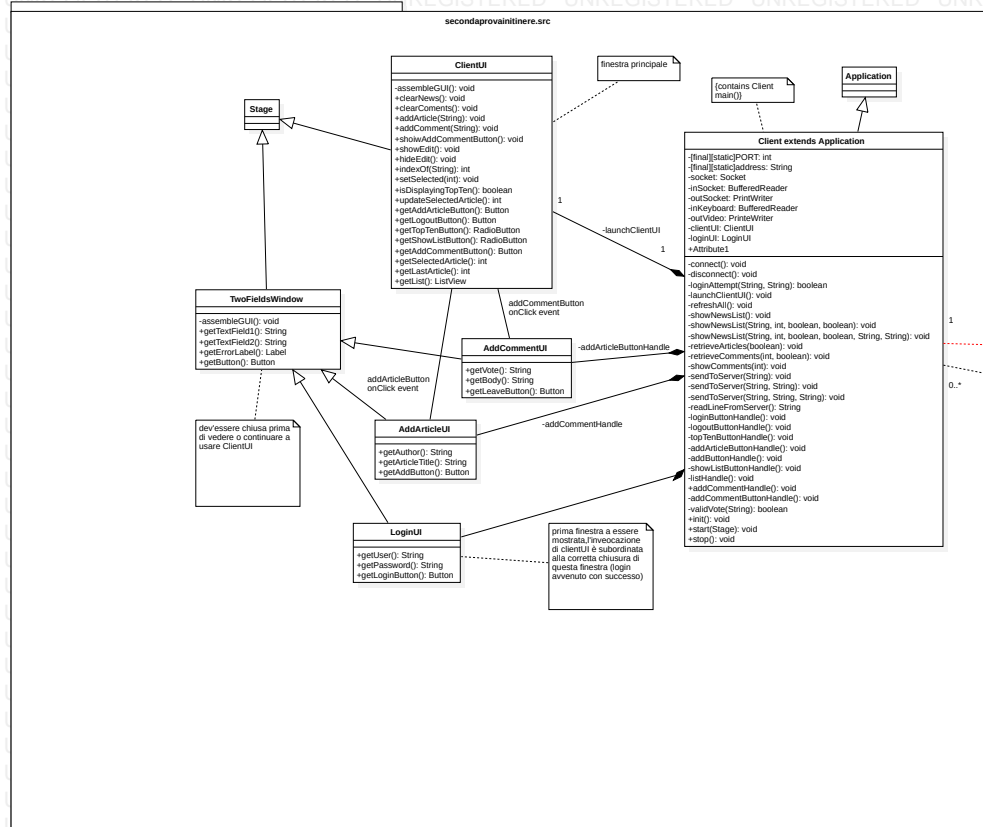 UNREGISTERED UNREGISTERED UNREGISTERED UNREGISTERED
secondaprovainitinere.src
ClientUI
-assembleGUI(): void
+clearNews(): void
+clearComents(): void
+addArticle(String): void
+addComment(String): void
+shoiwAddCommentButton(): void
+showEdit(): void
+hideEdit(): void
+indexOf(String): int
+setSelected(int): void
+isDisplayingTopTen(): boolean
+updateSelectedArticle(): int
+getAddArticleButton(): Button
+getLogoutButton(): Button
+getTopTenButton(): RadioButton
+getShowListButton(): RadioButton
+getAddCommentButton(): Button
+getSelectedArticle(): int
+getLastArticle(): int
+getList(): ListView
finestra principale
{contains Client
main()}
Application
Stage
Client extends Application
-[final][static]PORT: int
-[final][static]address: String
-socket: Socket
-inSocket: BufferedReader
-outSocket: PrintWriter
-inKeyboard: BufferedReader
-outVideo: PrinteWriter
-clientUI: ClientUI
-loginUI: LoginUI
+Attribute1
-connect(): void
-disconnect(): void
-loginAttempt(String, String): boolean
-launchClientUI(): void
-refreshAll(): void
-showNewsList(): void
-showNewsList(String, int, boolean, boolean): void
-showNewsList(String, int, boolean, boolean, String, String): void
-retrieveArticles(boolean): void
-retrieveComments(int, boolean): void
-showComments(int): void
-sendToServer(String): void
-sendToServer(String, String): void
-sendToServer(String, String, String): void
-readLineFromServer(): String
-loginButtonHandle(): void
-logoutButtonHandle(): void
-topTenButtonHandle(): void
-addArticleButtonHandle(): void
-addButtonHandle(): void
-showListButtonHandle(): void
-listHandle(): void
+addCommentHandle(): void
-addCommentButtonHandle(): void
-validVote(String): boolean
+init(): void
+start(Stage): void
+stop(): void
1
-launchClientUI
1
1
0..*
TwoFieldsWindow
-assembleGUI(): void
+getTextField1(): String
+getTextField2(): String
+getErrorLabel(): Label
+getButton(): Button
addCommentButton
onClick event
AddCommentUI
+getVote(): String
+getBody(): String
+getLeaveButton(): Button
-addArticleButtonHandle
addArticleButton
onClick event
AddArticleUI
+getAuthor(): String
+getArticleTitle(): String
+getAddButton(): Button
-addCommentHandle
dev'essere chiusa prima
di vedere o continuare a
usare ClientUI
LoginUI
+getUser(): String
+getPassword(): String
+getLoginButton(): Button
prima finestra a essere
mostrata,l'invecocazione
di clientUI è subordinata
alla corretta chiusura di
questa finestra (login
avvenuto con successo)